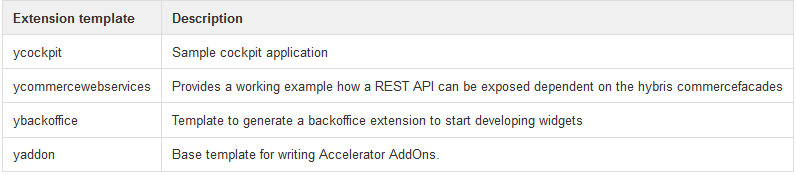 Extension template Description
ycockpit Sample cockpit application
ycommercewebservices Provides a working example how a REST API can be exposed dependent on the hybris commercefacades
ybackoffice Template to generate a backoffice extension to start developing widgets
yaddon Base template for writing Accelerator AddOns.